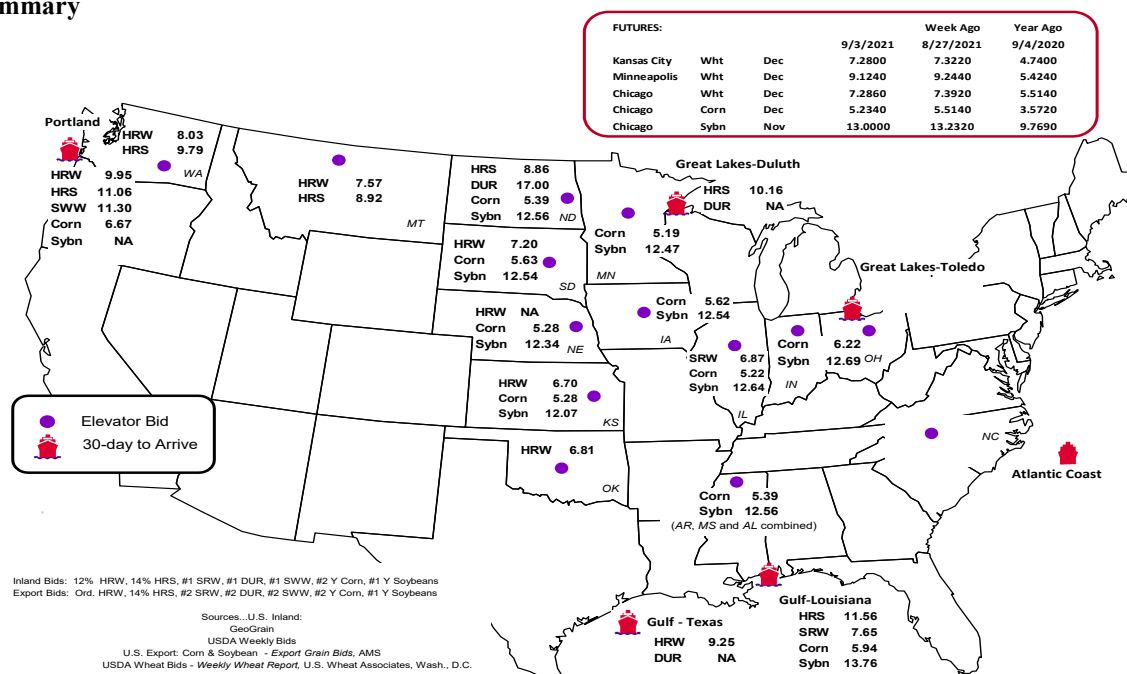 mmary
FUTURES: Week Ago Year Ago
9/3/2021 8/27/2021 9/4/2020
Kansas City Wht Dec 7.2800 7.3220 4.7400
Minneapolis Wht Dec 9.1240 9.2440 5.4240
Chicago Wht Dec 7.2860 7.3920 5.5140
Chicago Corn Dec 5.2340 5.5140 3.5720
Chicago Sybn Nov 13.0000 13.2320 9.7690
Portland
HRW 9.95
HRS 11.06
SWW 11.30
Corn 6.67
Sybn NA
HRW 8.03
HRS 9.79
WA
HRW 7.57
HRS 8.92
MT
HRS 8.86
DUR 17.00
Corn 5.39
Sybn 12.56 ND
HRW 7.20
Corn 5.63
Sybn 12.54
SD
HRW NA
Corn 5.28
Sybn 12.34 NE
HRW 6.70
Corn 5.28
Sybn 12.07
KS
HRW 6.81
OK
Corn 5.19
Sybn 12.47
MN
Great Lakes-Duluth
HRS 10.16
DUR NA
Corn 5.62
Sybn 12.54
IA
SRW 6.87
Corn 5.22
Sybn 12.64
IL
Great Lakes-Toledo
Corn 6.22
Sybn 12.69 OH
IN
NC
Atlantic Coast
Corn 5.39
Sybn 12.56
(AR, MS and AL combined)
Elevator Bid
30-day to Arrive
Gulf - Texas
HRW 9.25
DUR NA
Gulf-Louisiana
HRS 11.56
SRW 7.65
Corn 5.94
Sybn 13.76
Inland Bids: 12% HRW, 14% HRS, #1 SRW, #1 DUR, #1 SWW, #2 Y Corn, #1 Y Soybeans
Export Bids: Ord. HRW, 14% HRS, #2 SRW, #2 DUR, #2 SWW, #2 Y Corn, #1 Y Soybeans
Sources...U.S. Inland:
GeoGrain
USDA Weekly Bids
U.S. Export: Corn & Soybean - Export Grain Bids, AMS
USDA Wheat Bids - Weekly Wheat Report, U.S. Wheat Associates, Wash., D.C.